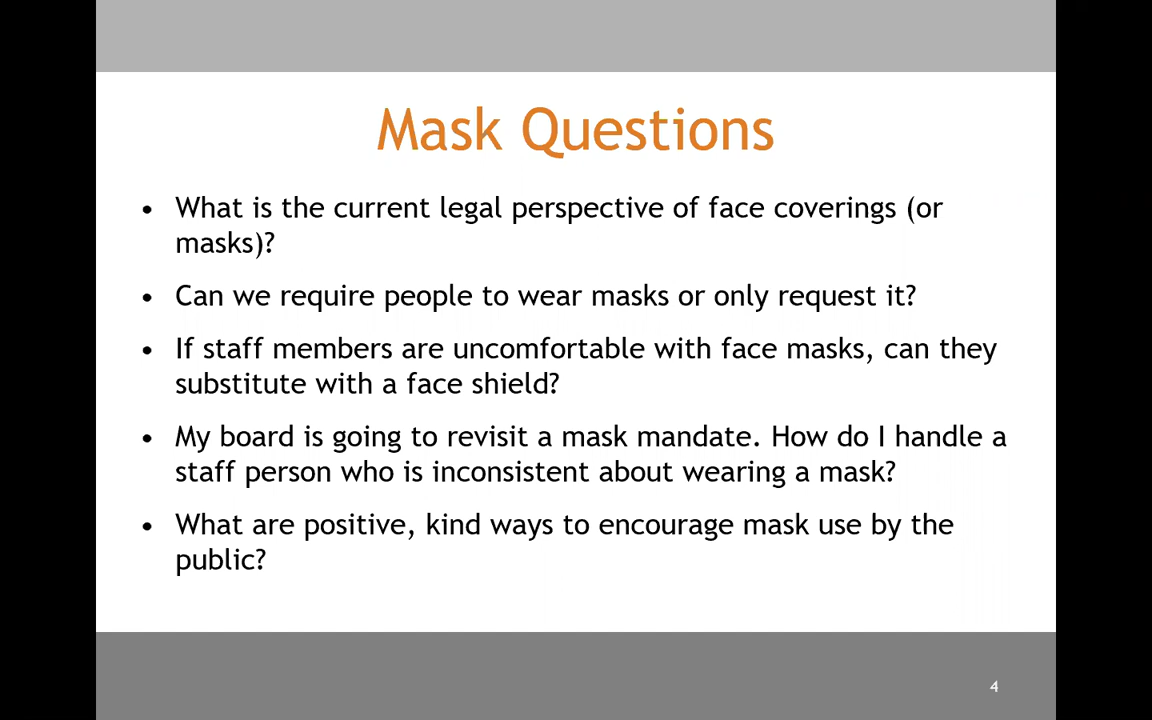 Mask Questions
• What is the current legal perspective of face coverings (or
masks)?
• Can we require people to wear masks or only request it?
• If staff members are uncomfortable with face masks, can they
substitute with a face shield?
• My board is going to revisit a mask mandate. How do I handle a
staff person who is inconsistent about wearing a mask?
• What are positive, kind ways to encourage mask use by the
public?
4